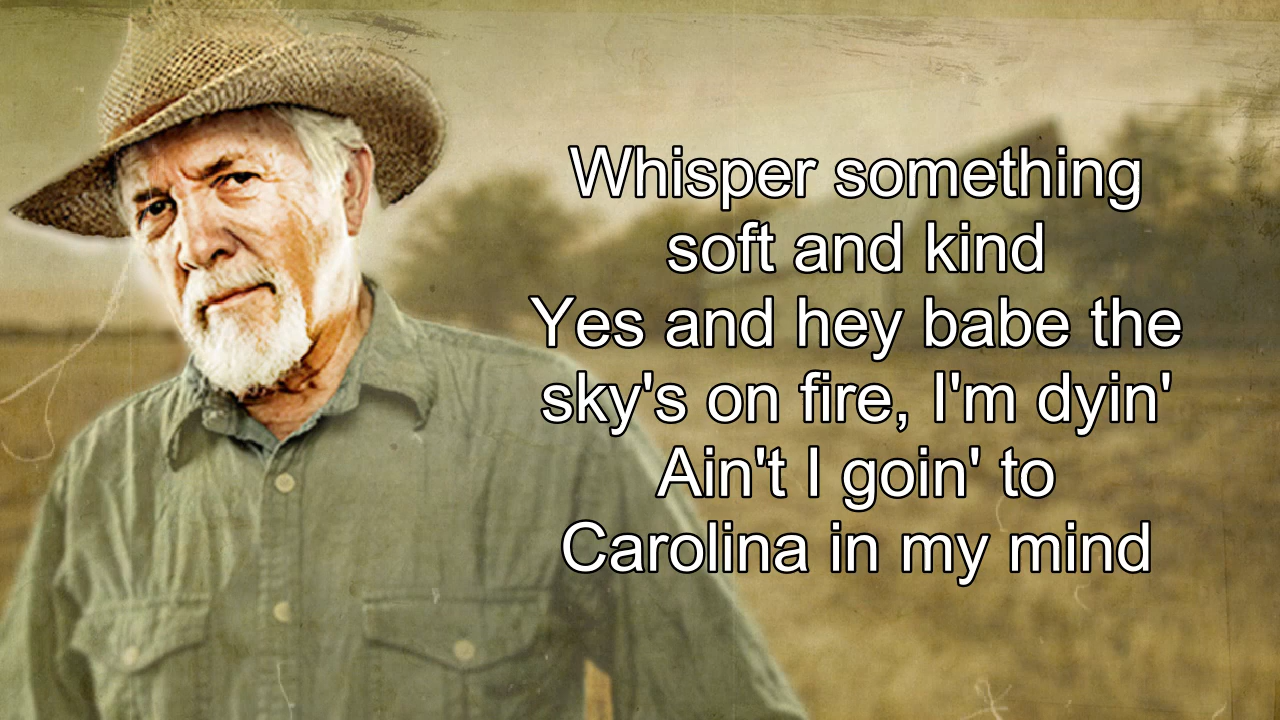 Whisper something
soft and kind
Yes and hey babe the
sky's on fire, I'm dyin'
Ain't I goin' to
Carolina in my mind